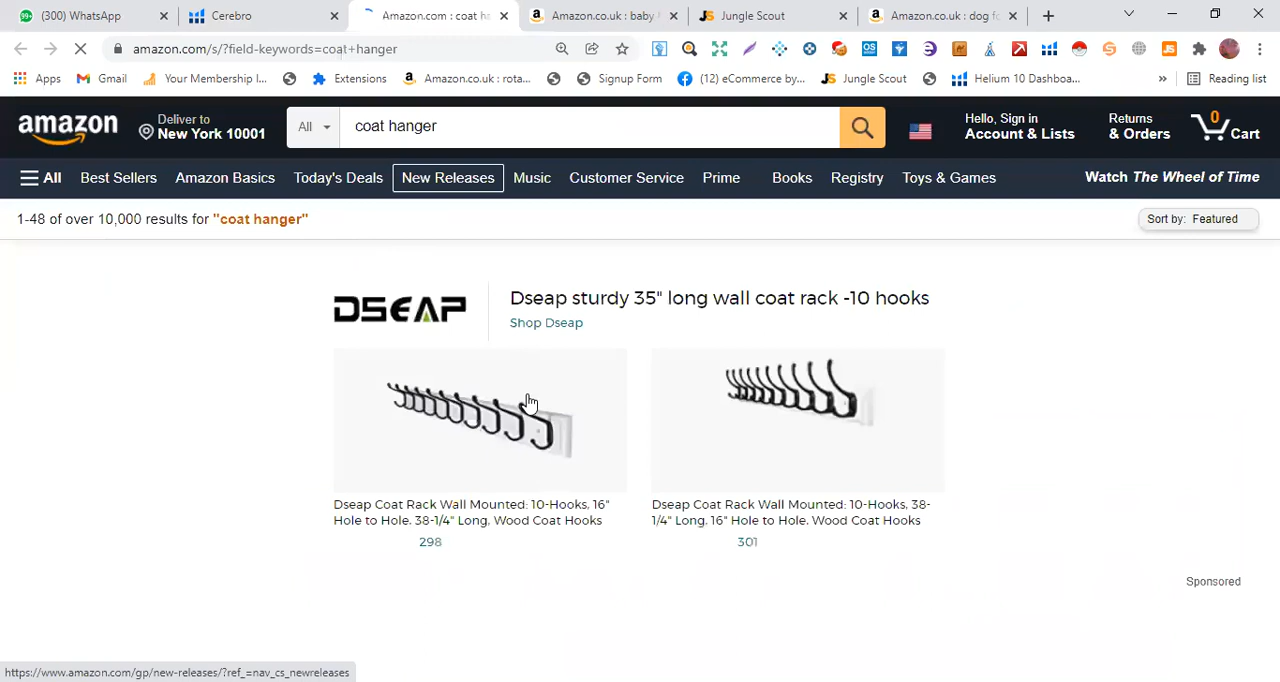 99+ (300) WhatsApp
Cerebro
Amazon.com : coat ha
Amazon.co.uk : baby
JS Jungle Scout
Amazon.co.uk : dog fo
amazon.com/s/?field-keywords=coat+hanger
Apps
Gmail
Your Membership I...
Extensions
Amazon.co.uk : rota...
Signup Form
(12) eCommerce by...
JS Jungle Scout
Helium 10 Dashboa...
»
Reading list
amazon
Deliver to
New York 10001
All
coat hanger
Hello, Sign in
Account & Lists
Returns
& Orders
0
Cart
All
Best Sellers
Amazon Basics
Today's Deals
New Releases
Music
Customer Service
Prime
Books
Registry
Toys & Games
Watch The Wheel of Time
1-48 of over 10,000 results for "coat hanger"
Sort by: Featured
DSEAP
Dseap sturdy 35" long wall coat rack -10 hooks
Shop Dseap
Dseap Coat Rack Wall Mounted: 10-Hooks, 16"
Hole to Hole. 38-1/4" Long, Wood Coat Hooks
298
Dseap Coat Rack Wall Mounted: 10-Hooks, 38-
1/4" Long. 16" Hole to Hole. Wood Coat Hooks
301
Sponsored
https://www.amazon.com/gp/new-releases/?ref_=nav_cs_newreleases